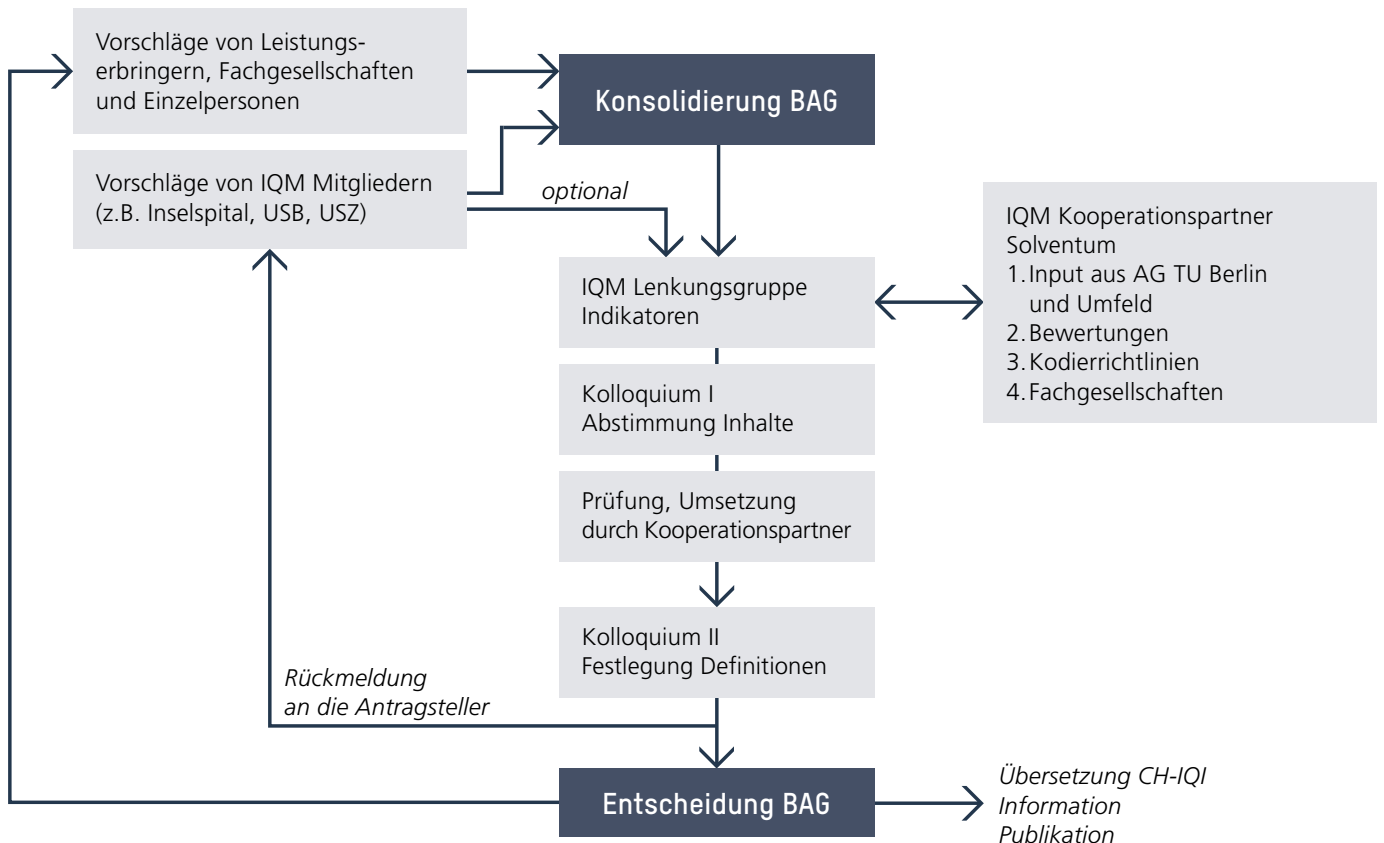 Vorschläge von Leistungs-
erbringern, Fachgesellschaften
und Einzelpersonen
Konsolidierung BAG
Vorschläge von IQM Mitgliedern
(z.B. Inselspital, USB, USZ)
optional
IQM Lenkungsgruppe
Indikatoren
IQM Kooperationspartner
Solventum
1. Input aus AG TU Berlin
und Umfeld
2. Bewertungen
3. Kodierrichtlinien
4. Fachgesellschaften
Kolloquium I
Abstimmung Inhalte
Prüfung, Umsetzung
durch Kooperationspartner
Kolloquium II
Festlegung Definitionen
Rückmeldung
an die Antragsteller
Entscheidung BAG
Übersetzung CH-IQI
Information
Publikation